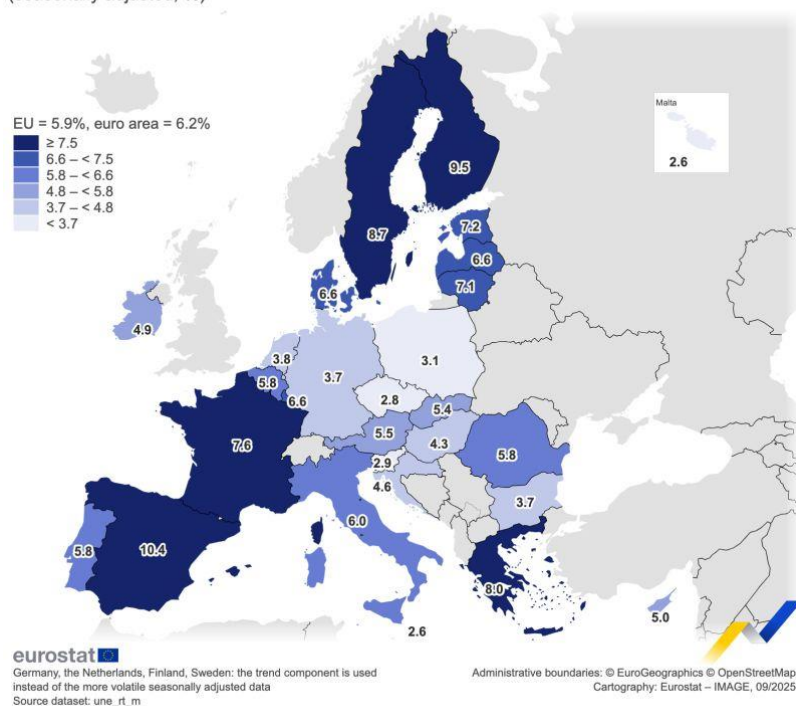 (seasonally adjusted, %)
EU = 5.9%, euro area = 6.2%
≥ 7.5
6.6 – < 7.5
5.8 – < 6.6
4.8 – < 5.8
3.7 – < 4.8
< 3.7
Malta
2.6
9.5
8.7
7.2
6.6
7.1
6.6
4.9
3.8
3.7
3.1
5.8
6.6
2.8
5.4
5.5
4.3
7.6
2.9
5.8
4.6
3.7
6.0
5.8
10.4
8.0
5.0
2.6
eurostat
Germany, the Netherlands, Finland, Sweden: the trend component is used
instead of the more volatile seasonally adjusted data
Source dataset: une_rt_m
Administrative boundaries: © EuroGeographics © OpenStreetMap
Cartography: Eurostat – IMAGE, 09/2025